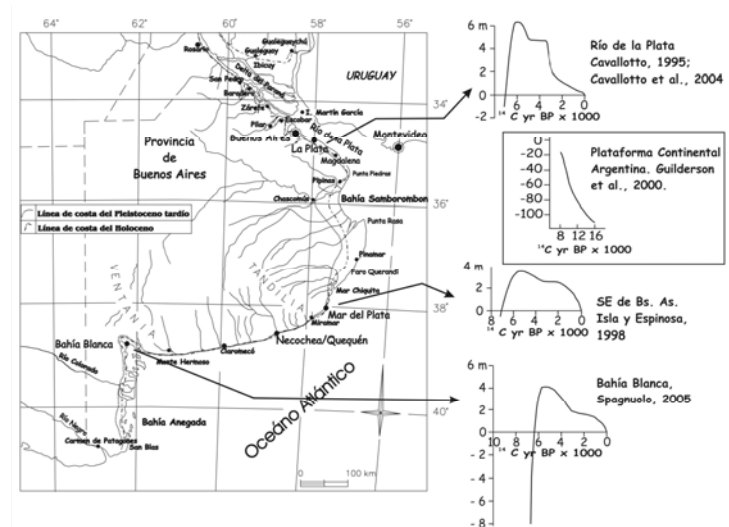 64° 62° 60° 58° 56°
Rosario
Gualeguaychú
Gualeguay
Ibicuy
Delta del Paraná
URUGUAY
San Pedro
Baradero
Zárate
I. Martín García
34°
Escobar
Pilar
Río de la Plata
Buenos Aires
Montevideo
La Plata
Provincia
de
Buenos Aires
Magdalena
Punta Piedras
Pipinas
Chascomús
Bahía Samborombon
36°
Línea de costa del Pleistoceno tardío
Línea de costa del Holoceno
Punta Rasa
Pinamar
Faro Querandí
VENTANIA
TANDILIA
Mar Chiquita
38°
Mar del Plata
Miramar
Necochea/Quequén
Bahía Blanca
Claromecó
Monte Hermoso
Río Colorado
Océano Atlántico
Río Negro
Bahía Anegada
40°
Carmen de Patagones
San Blas
0 100 km
6 m
4
2
0
-2
8 6 4 2 0
14C yr BP x 1000
Río de la Plata
Cavallotto, 1995;
Cavallotto et al., 2004
0
-20
-40
-60
-80
-100
8 12 16
14C yr BP x 1000
Plataforma Continental
Argentina. Guilderson
et al., 2000.
4 m
2
0
8 6 4 2 0
14C yr BP x 1000
SE de Bs. As.
Isla y Espinosa,
1998
6 m
4
2
0
10 8 6 4 2 0
14 C yr BP x 1000
- 2
- 4
- 6
- 8
Bahía Blanca,
Spagnuolo, 2005